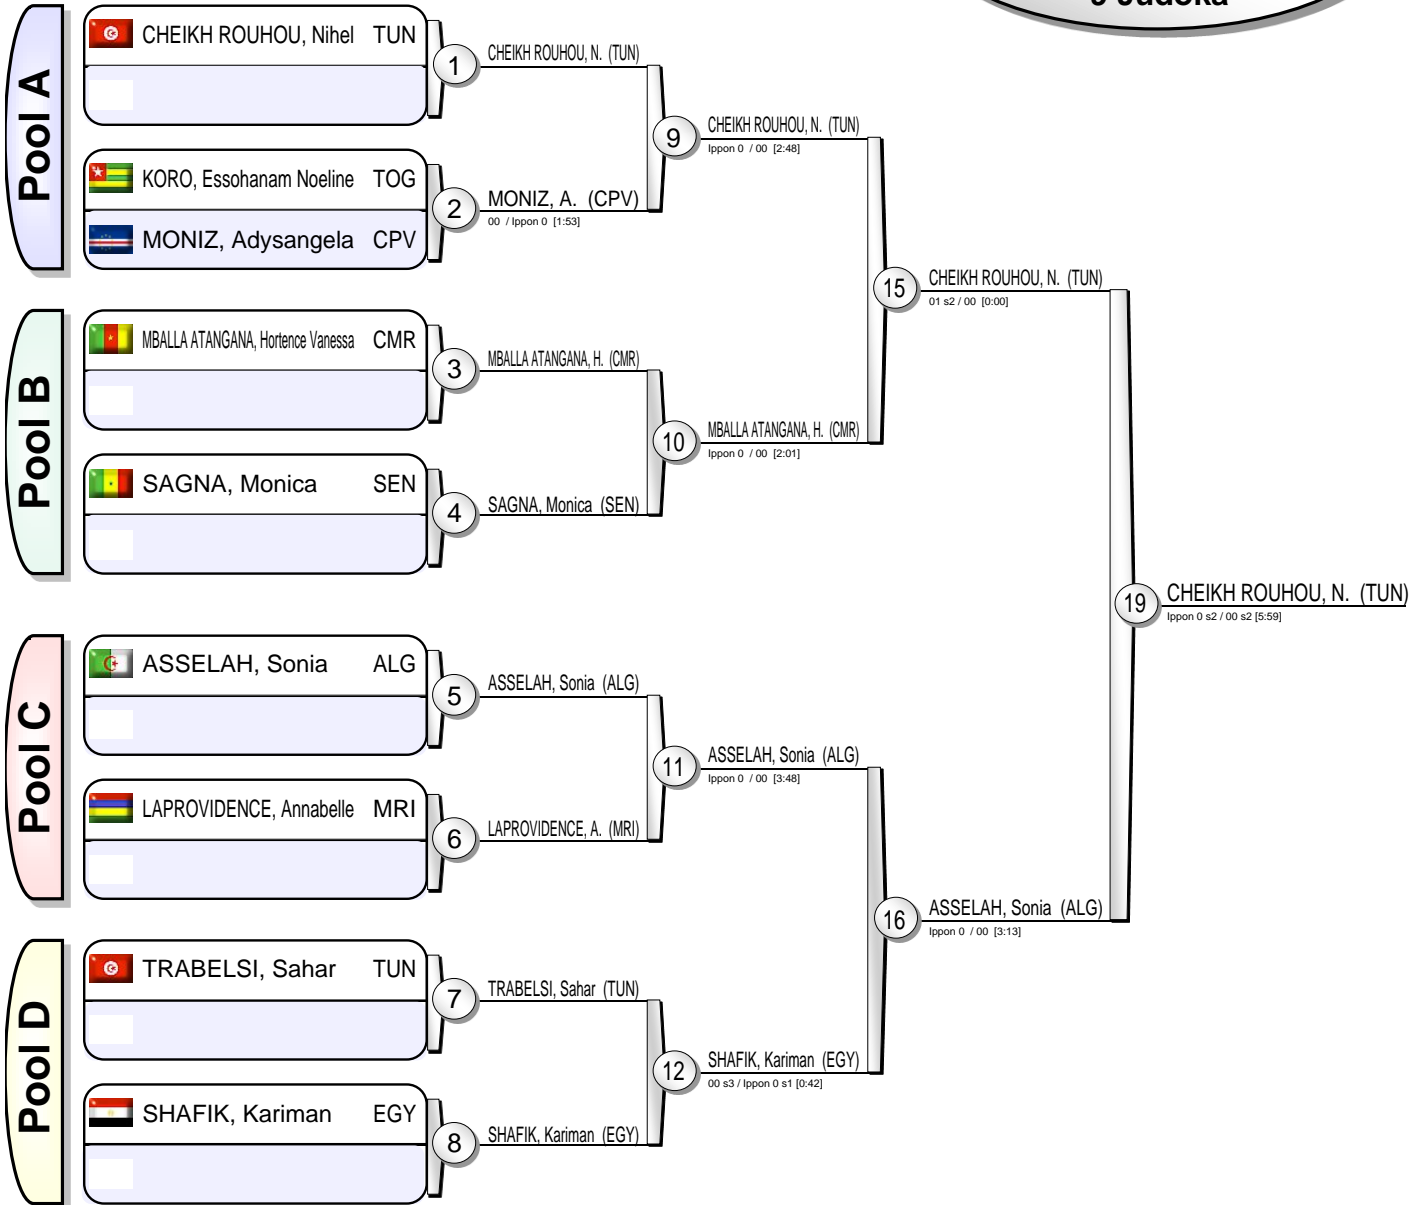 9 Judoka
Pool A
CHEIKH ROUHOU, Nihel TUN
1
CHEIKH ROUHOU, N. (TUN)
KORO, Essohanam Noeline TOG
MONIZ, Adysangela CPV
2
MONIZ, A. (CPV)
00 / Ippon 0 [1:53]
9
CHEIKH ROUHOU, N. (TUN)
Ippon 0 / 00 [2:48]
Pool B
MBALLA ATANGANA, Hortence Vanessa CMR
3
MBALLA ATANGANA, H. (CMR)
SAGNA, Monica SEN
4
SAGNA, Monica (SEN)
10
MBALLA ATANGANA, H. (CMR)
Ippon 0 / 00 [2:01]
15
CHEIKH ROUHOU, N. (TUN)
01 s2 / 00 [0:00]
Pool C
ASSELAH, Sonia ALG
5
ASSELAH, Sonia (ALG)
LAPROVIDENCE, Annabelle MRI
6
LAPROVIDENCE, A. (MRI)
11
ASSELAH, Sonia (ALG)
Ippon 0 / 00 [3:48]
Pool D
TRABELSI, Sahar TUN
7
TRABELSI, Sahar (TUN)
SHAFIK, Kariman EGY
8
SHAFIK, Kariman (EGY)
12
SHAFIK, Kariman (EGY)
00 s3 / Ippon 0 s1 [0:42]
16
ASSELAH, Sonia (ALG)
Ippon 0 / 00 [3:13]
19
CHEIKH ROUHOU, N. (TUN)
Ippon 0 s2 / 00 s2 [5:59]